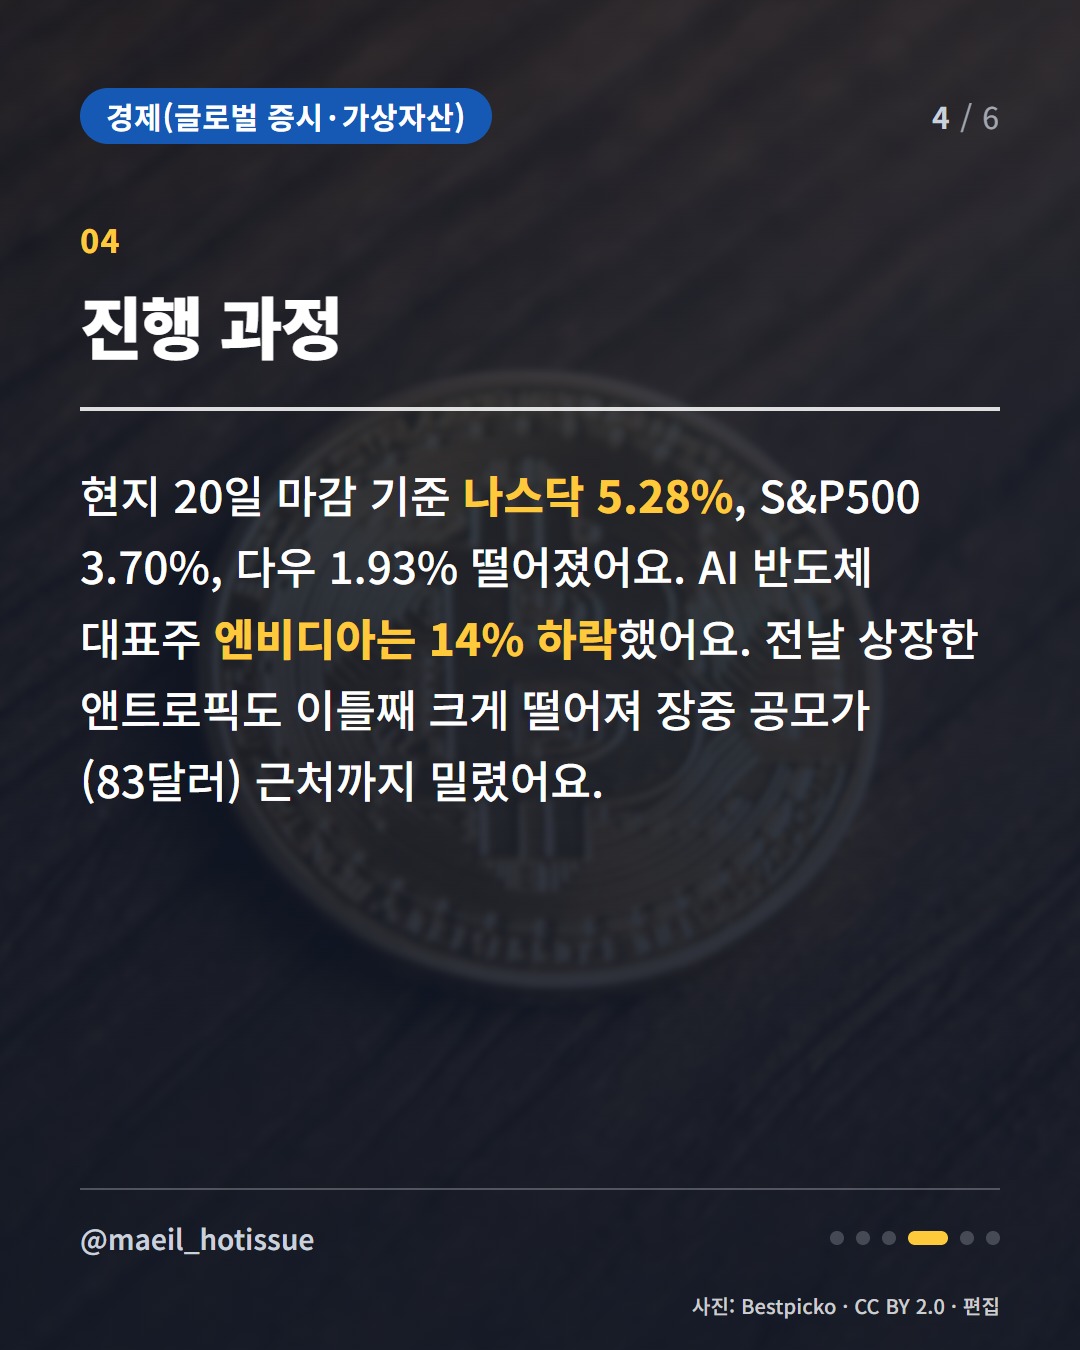 경제(글로벌 증시·가상자산)
4 / 6
04
진행 과정
현지 20일 마감 기준 나스닥 5.28%, S&P500
3.70%, 다우 1.93% 떨어졌어요. AI 반도체
대표주 엔비디아는 14% 하락했어요. 전날 상장한
앤트로픽도 이틀째 크게 떨어져 장중 공모가
(83달러) 근처까지 밀렸어요.
@maeil_hotissue
사진: Bestpicko · CC BY 2.0 · 편집